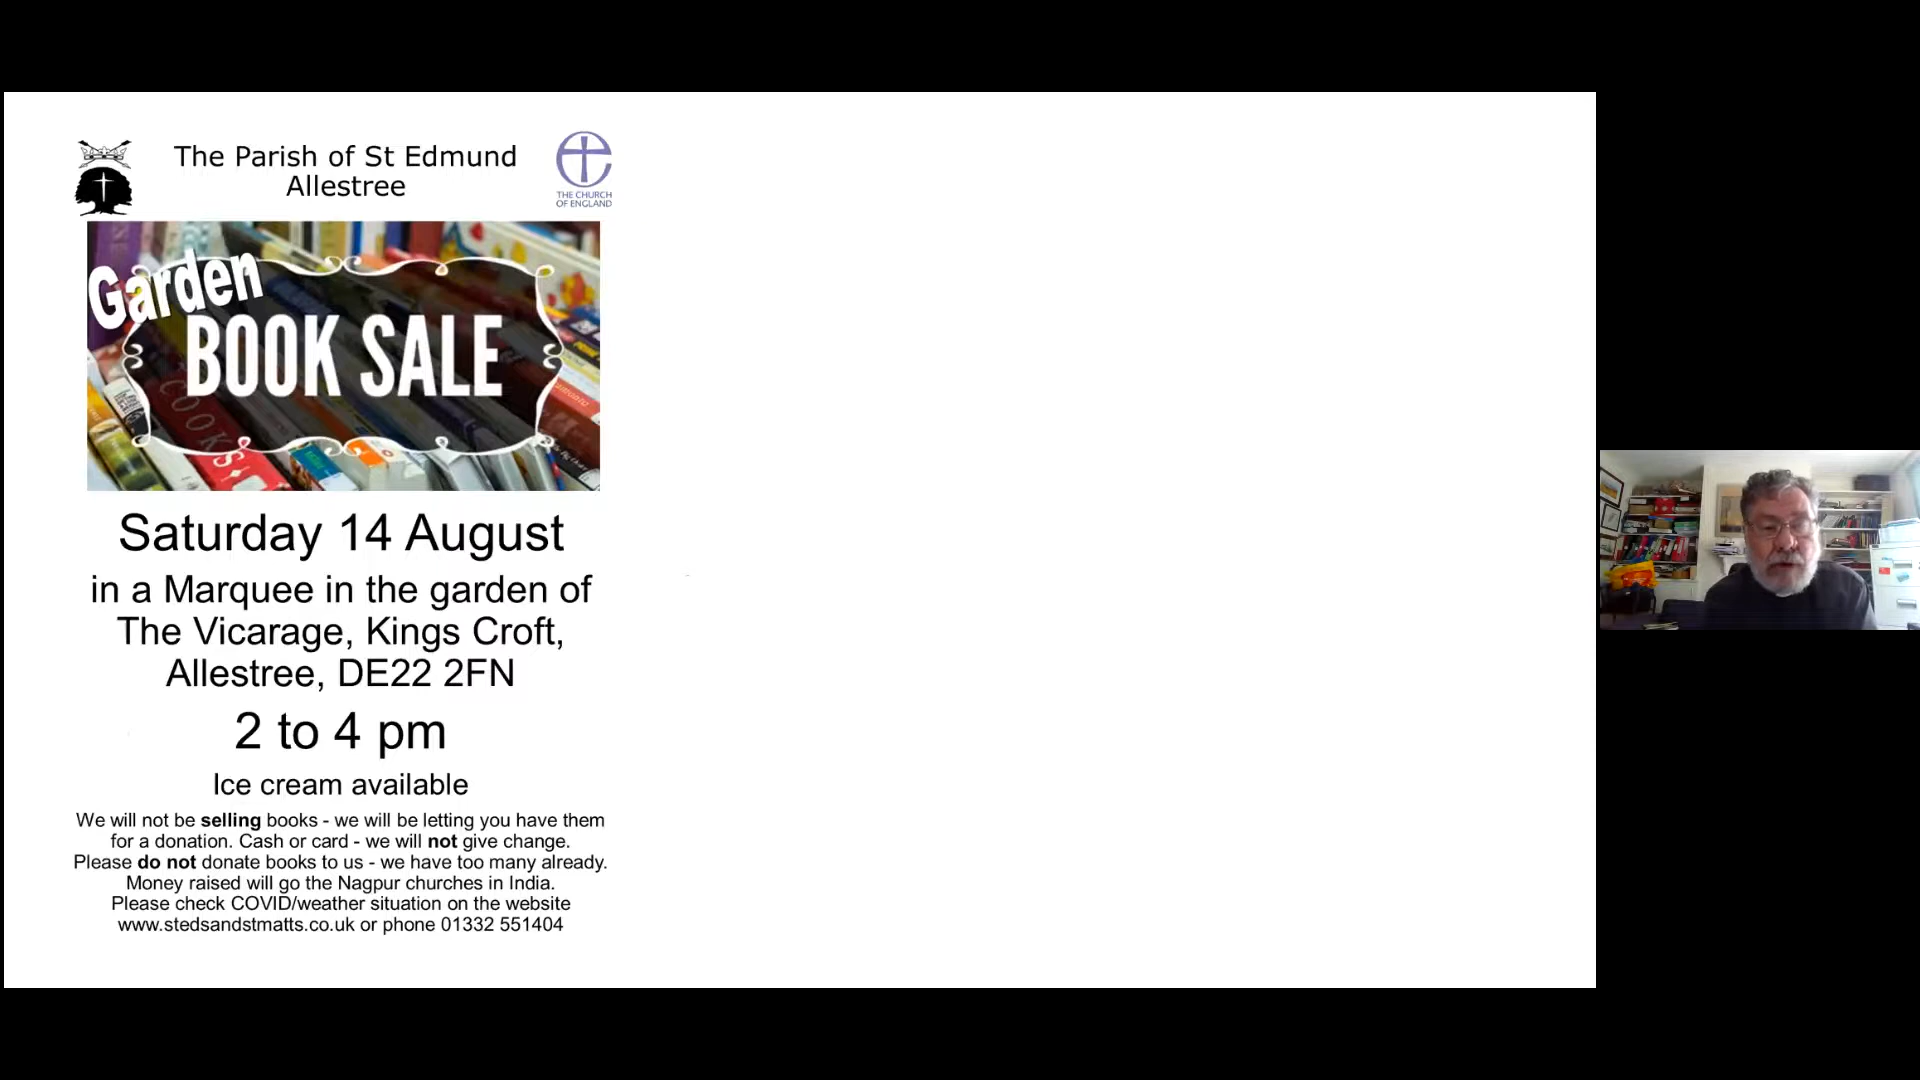 The Parish of St Edmund
Allestree
THE CHURCH
OF ENGLAND
Garden
BOOK SALE
COOKS
Saturday 14 August
in a Marquee in the garden of
The Vicarage, Kings Croft,
Allestree, DE22 2FN
2 to 4 pm
Ice cream available
We will not be selling books - we will be letting you have them
for a donation. Cash or card - we will not give change.
Please do not donate books to us - we have too many already.
Money raised will go the Nagpur churches in India.
Please check COVID/weather situation on the website
www.stedsandstmatts.co.uk or phone 01332 551404